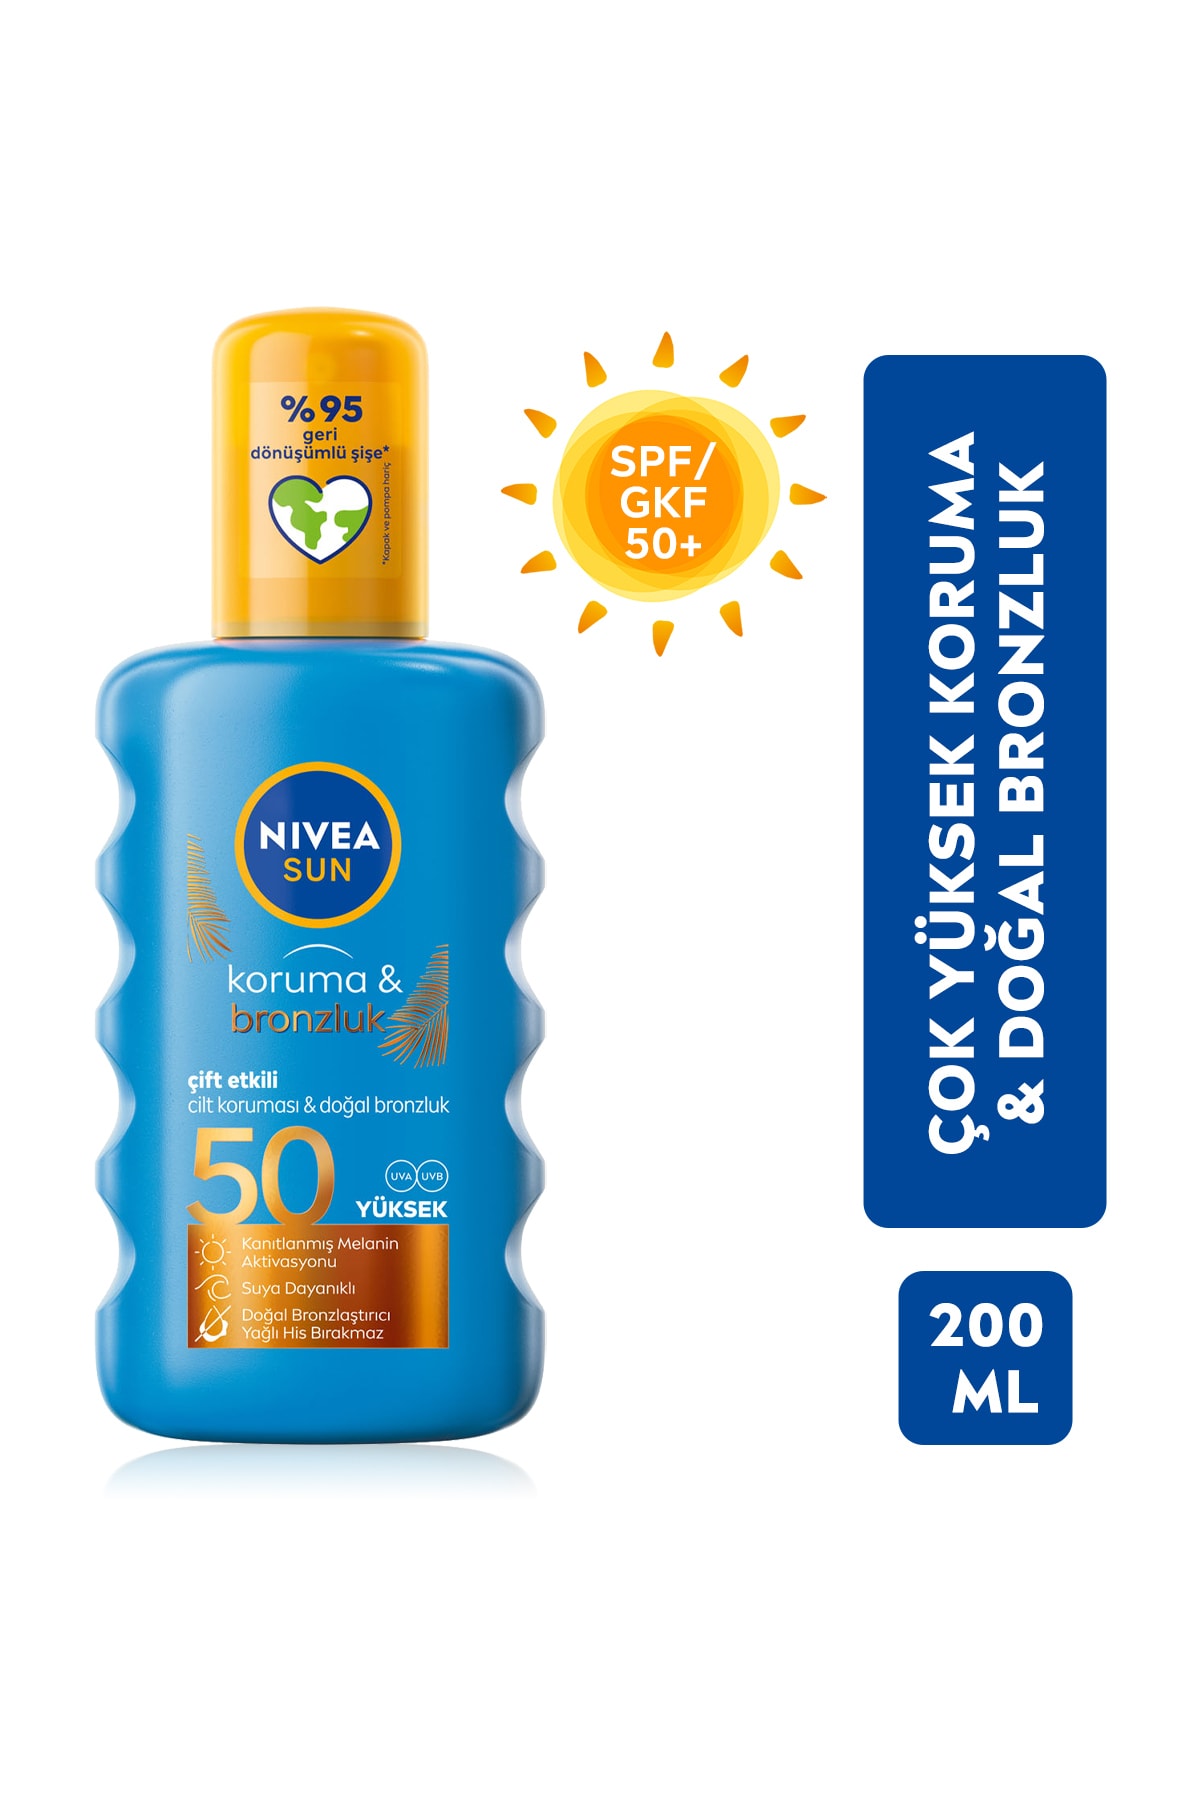 % 95
geri
dönüşümlü şişe*
*Kapak ve pompa hariç
SPF/
GKF
50+
NIVEA
SUN
koruma &
bronzluk
çift etkili
cilt koruması & doğal bronzluk
50
UVA UVB
YÜKSEK
Kanıtlanmış Melanin
Aktivasyonu
Suya Dayanıklı
Doğal Bronzlaştırıcı
Yağlı His Bırakmaz
ÇOK YÜKSEK KORUMA
& DOĞAL BRONZLUK
200
ML